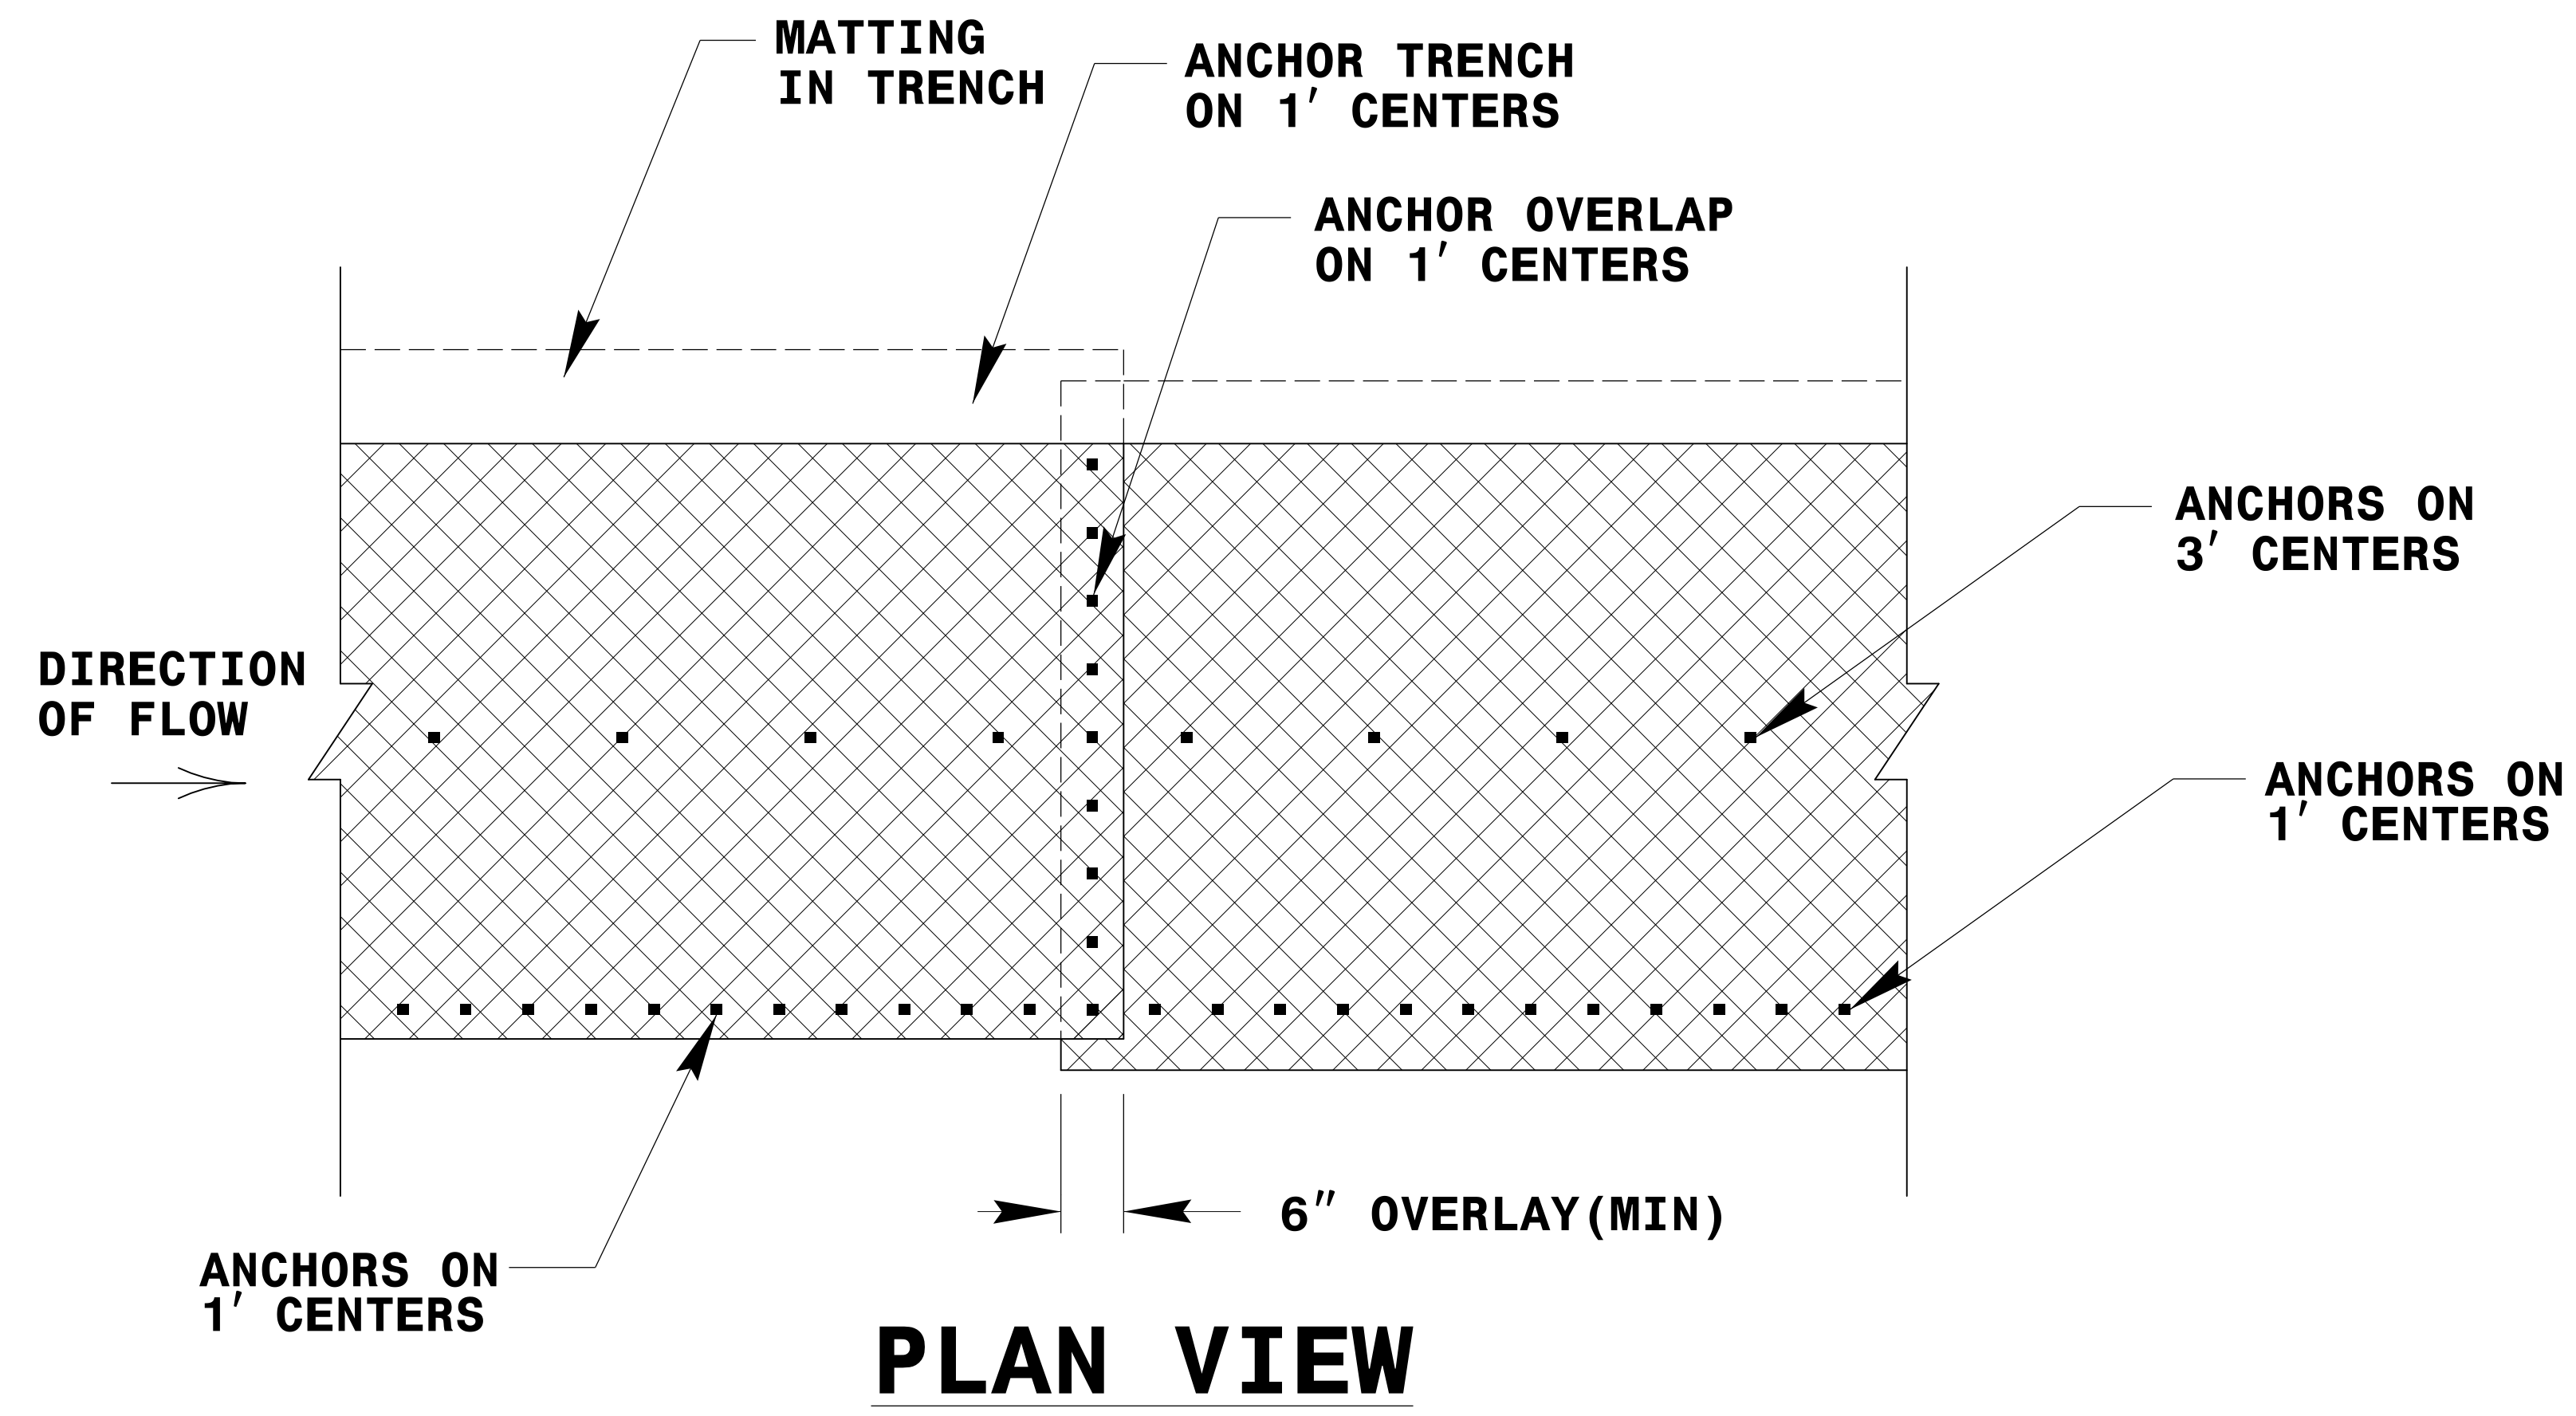 MATTING
IN TRENCH
ANCHOR TRENCH
ON 1' CENTERS
ANCHOR OVERLAP
ON 1' CENTERS
ANCHORS ON
3' CENTERS
DIRECTION
OF FLOW
ANCHORS ON
1' CENTERS
6" OVERLAY(MIN)
ANCHORS ON
1' CENTERS
PLAN VIEW